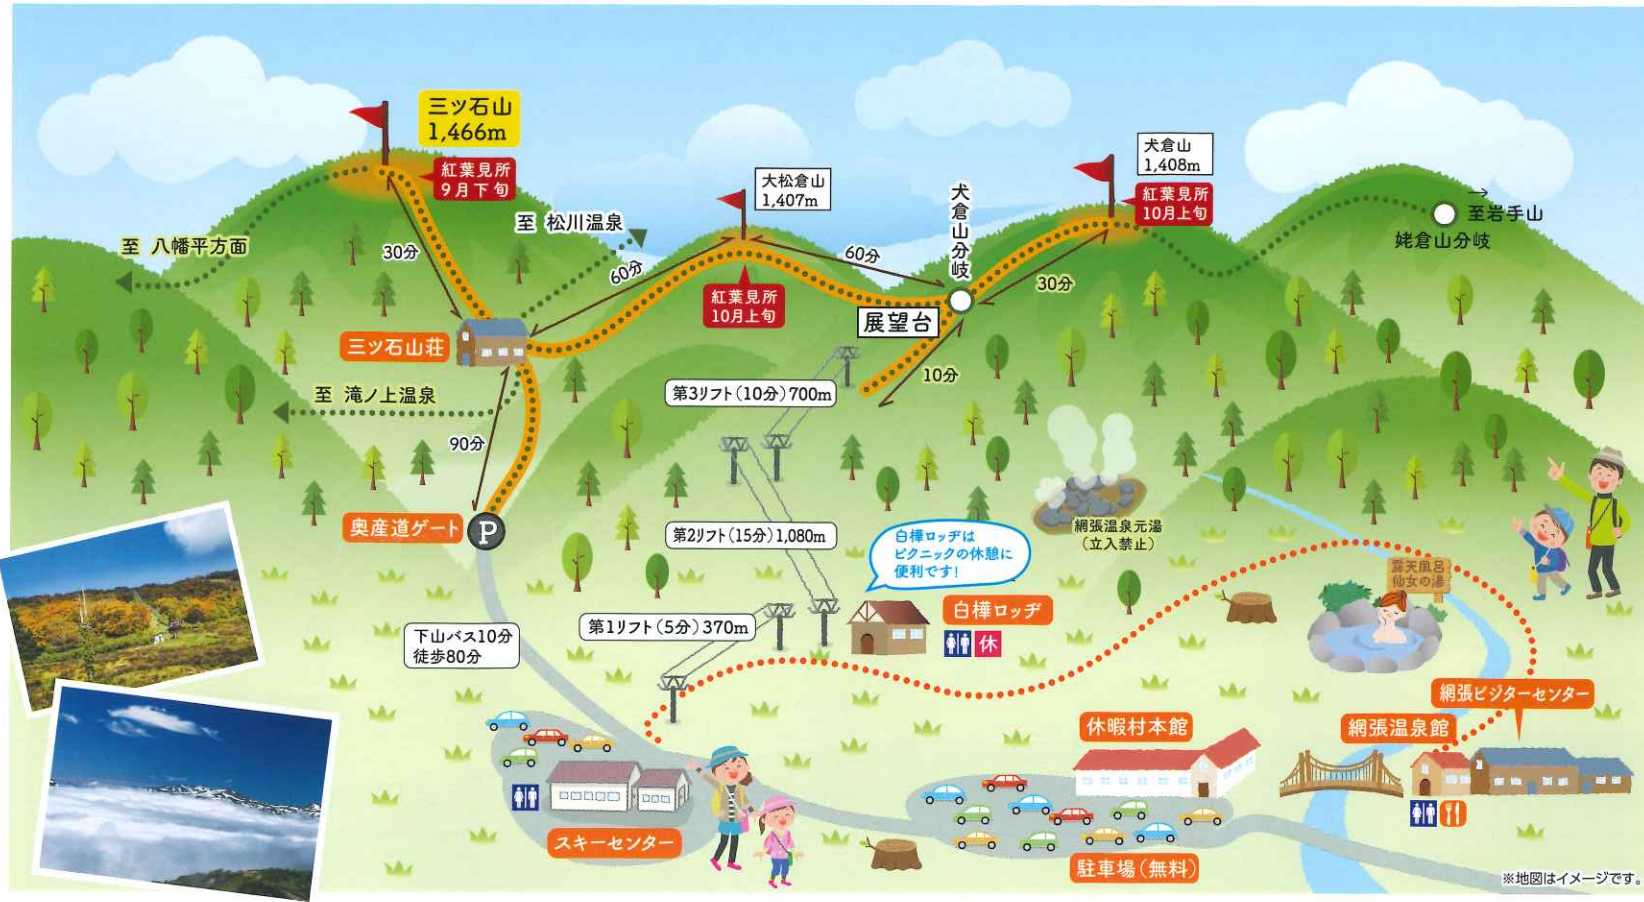 三ツ石山
1,466m
紅葉見所
9月下旬
大松倉山
1,407m
犬倉山
1,408m
紅葉見所
10月上旬
犬倉山分岐
→
至岩手山
姥倉山分岐
至 八幡平方面
30分
至 松川温泉
60分
60分
30分
紅葉見所
10月上旬
展望台
三ツ石山荘
10分
第3リフト(10分)700m
至 滝ノ上温泉
90分
奥産道ゲート
P
網張温泉元湯
(立入禁止)
第2リフト(15分)1,080m
白樺ロッヂは
ピクニックの休憩に
便利です!
露天風呂
仙女の湯
白樺ロッヂ
休
第1リフト(5分)370m
下山バス10分
徒歩80分
網張ビジターセンター
休暇村本館
網張温泉館
スキーセンター
駐車場(無料)
※地図はイメージです。